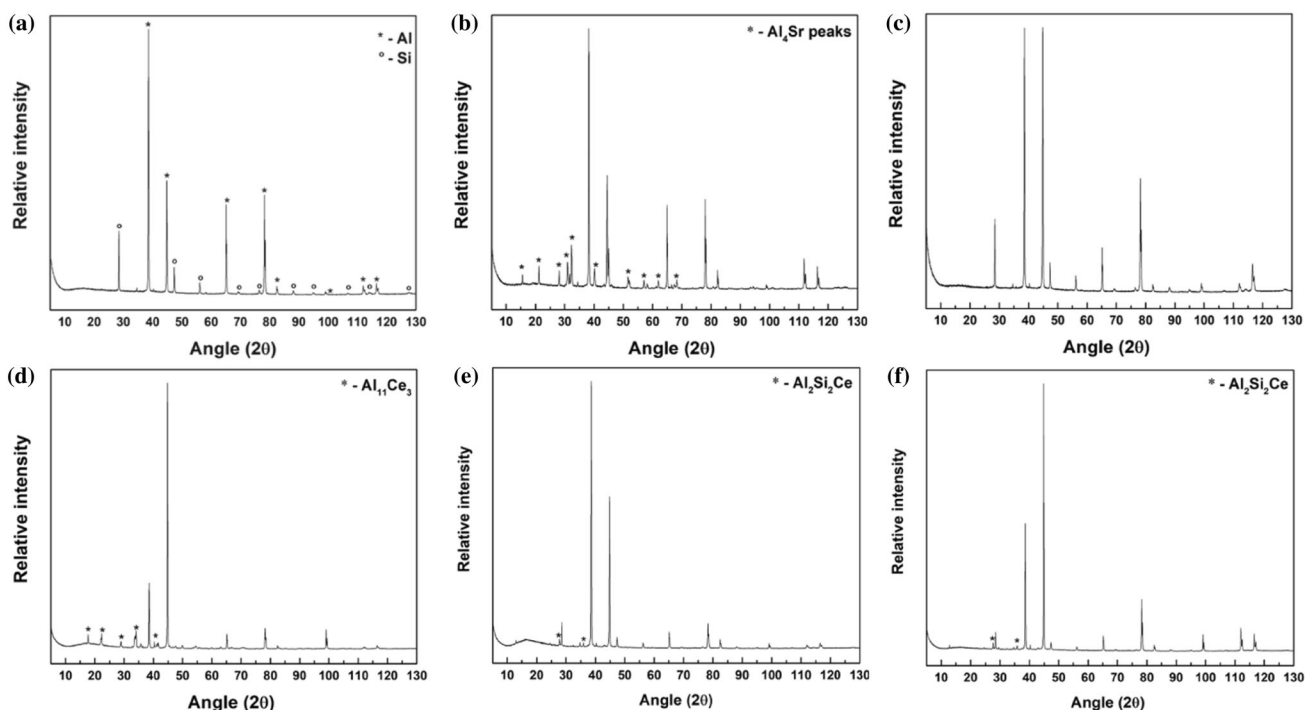 (a)
* - Al
o - Si
Relative intensity
10 20 30 40 50 60 70 80 90 100 110 120 130
Angle (2θ)
(b)
* - Al₄Sr peaks
Relative intensity
10 20 30 40 50 60 70 80 90 100 110 120 130
Angle (2θ)
(c)
Relative intensity
10 20 30 40 50 60 70 80 90 100 110 120 130
Angle (2θ)
(d)
* - Al₁₁Ce₃
Relative intensity
10 20 30 40 50 60 70 80 90 100 110 120 130
Angle (2θ)
(e)
* - Al₂Si₂Ce
Relative intensity
10 20 30 40 50 60 70 80 90 100 110 120 130
Angle (2θ)
(f)
* - Al₂Si₂Ce
Relative intensity
10 20 30 40 50 60 70 80 90 100 110 120 130
Angle (2θ)